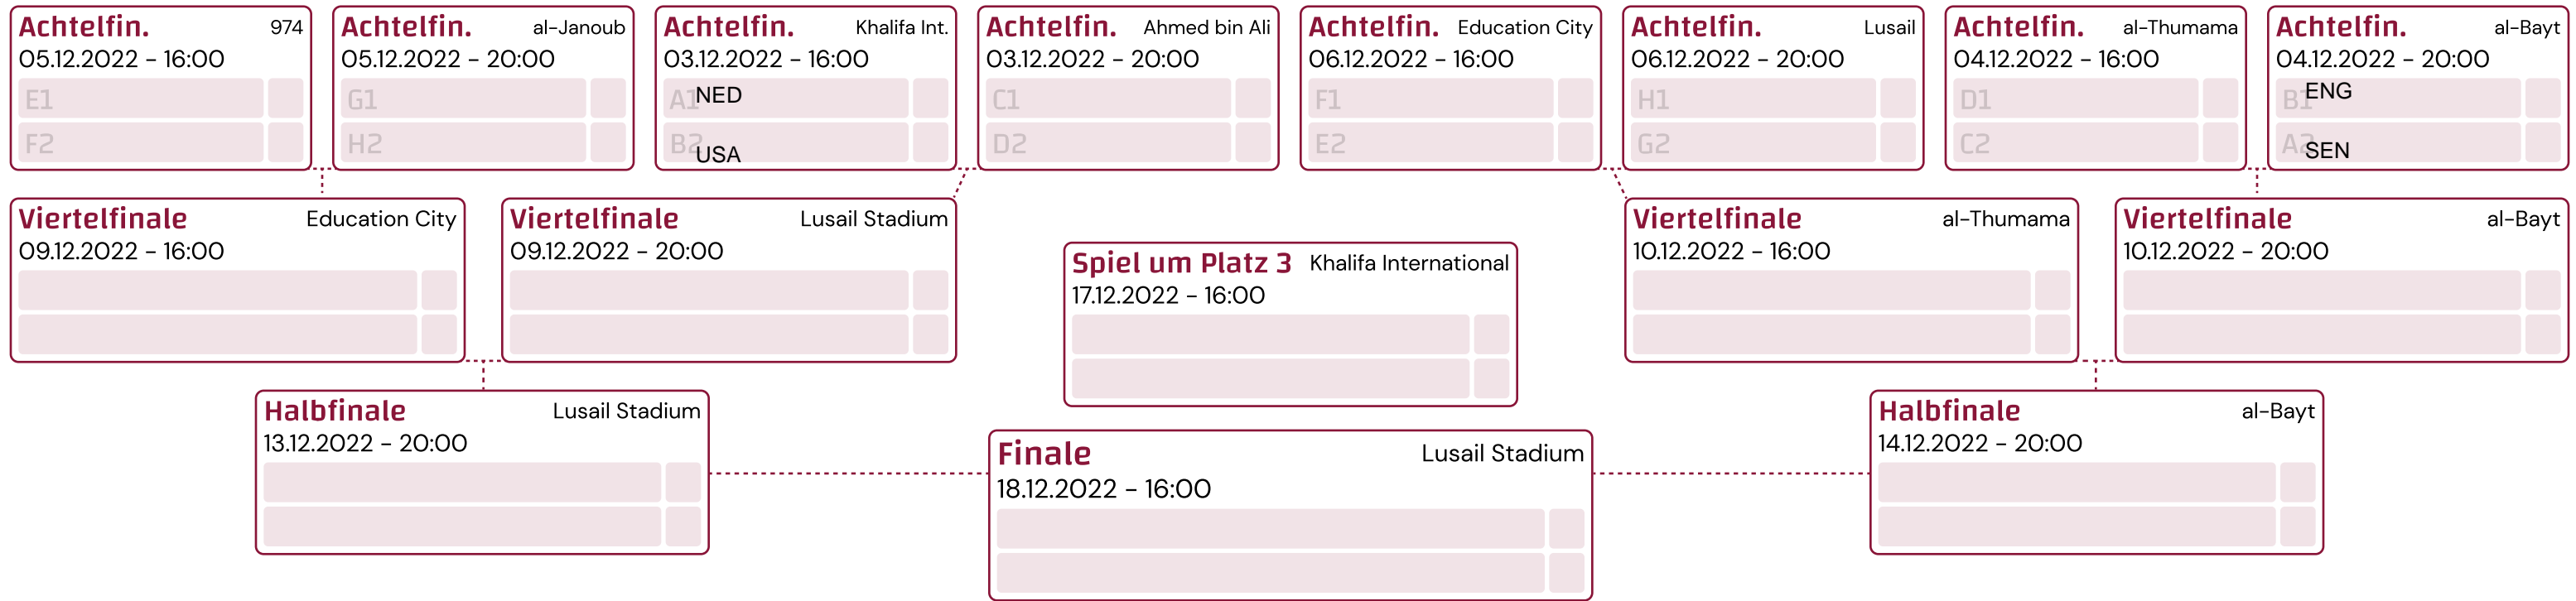 Achtelfin. 974
05.12.2022 - 16:00
E1
F2
Achtelfin. al-Janoub
05.12.2022 - 20:00
G1
H2
Achtelfin. Khalifa Int.
03.12.2022 - 16:00
A1 NED
B2 USA
Achtelfin. Ahmed bin Ali
03.12.2022 - 20:00
C1
D2
Achtelfin. Education City
06.12.2022 - 16:00
F1
E2
Achtelfin. Lusail
06.12.2022 - 20:00
H1
G2
Achtelfin. al-Thumama
04.12.2022 - 16:00
D1
C2
Achtelfin. al-Bayt
04.12.2022 - 20:00
B1 ENG
A2 SEN
Viertelfinale Education City
09.12.2022 - 16:00
Viertelfinale Lusail Stadium
09.12.2022 - 20:00
Spiel um Platz 3 Khalifa International
17.12.2022 - 16:00
Viertelfinale al-Thumama
10.12.2022 - 16:00
Viertelfinale al-Bayt
10.12.2022 - 20:00
Halbfinale Lusail Stadium
13.12.2022 - 20:00
Finale Lusail Stadium
18.12.2022 - 16:00
Halbfinale al-Bayt
14.12.2022 - 20:00